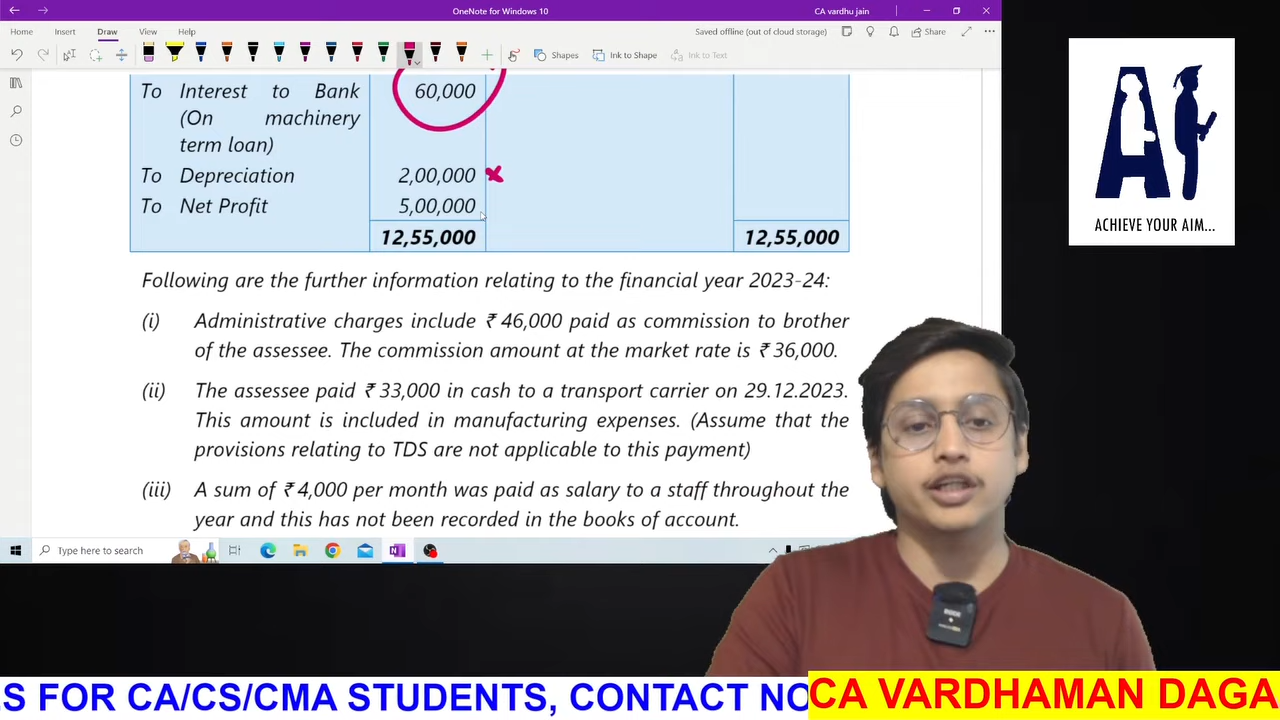 OneNote for Windows 10
CA vardhu jain
Home Insert Draw View Help
Saved offline (out of cloud storage)
Share
Shapes Ink to Shape Ink to Text
To Interest to Bank 60,000
(On machinery
term loan)
To Depreciation 2,00,000
To Net Profit 5,00,000
12,55,000 12,55,000
Following are the further information relating to the financial year 2023-24:
(i) Administrative charges include ₹ 46,000 paid as commission to brother
of the assessee. The commission amount at the market rate is ₹ 36,000.
(ii) The assessee paid ₹ 33,000 in cash to a transport carrier on 29.12.2023.
This amount is included in manufacturing expenses. (Assume that the
provisions relating to TDS are not applicable to this payment)
(iii) A sum of ₹ 4,000 per month was paid as salary to a staff throughout the
year and this has not been recorded in the books of account.
Type here to search
ACHIEVE YOUR AIM...
ES FOR CA/CS/CMA STUDENTS, CONTACT NO
CA VARDHAMAN DAGA